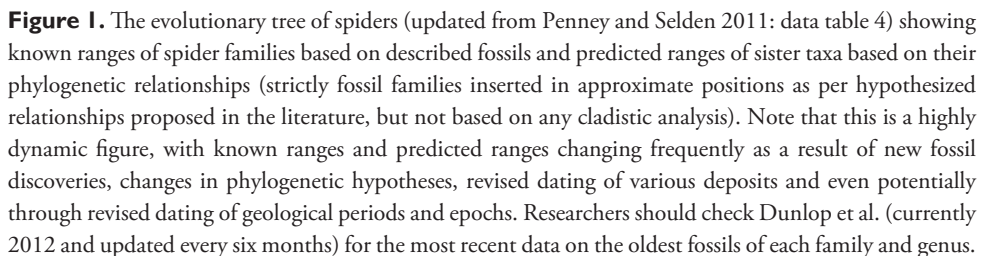 Figure 1. The evolutionary tree of spiders (updated from Penney and Selden 2011: data table 4) showing
known ranges of spider families based on described fossils and predicted ranges of sister taxa based on their
phylogenetic relationships (strictly fossil families inserted in approximate positions as per hypothesized
relationships proposed in the literature, but not based on any cladistic analysis). Note that this is a highly
dynamic figure, with known ranges and predicted ranges changing frequently as a result of new fossil
discoveries, changes in phylogenetic hypotheses, revised dating of various deposits and even potentially
through revised dating of geological periods and epochs. Researchers should check Dunlop et al. (currently
2012 and updated every six months) for the most recent data on the oldest fossils of each family and genus.